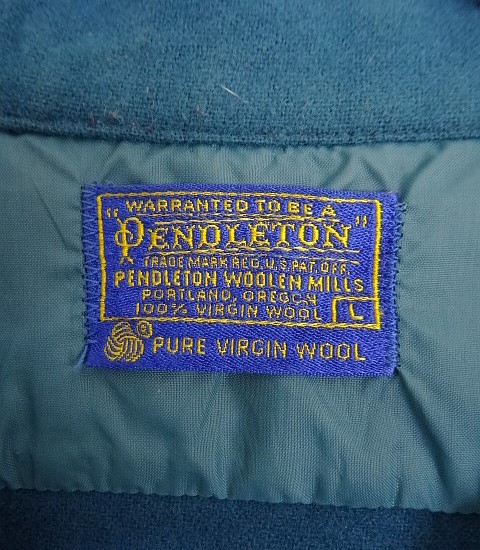 WARRANTED TO BE A
"PENDLETON"
TRADE MARK REG. U.S. PAT. OFF.
PENDLETON WOOLEN MILLS
PORTLAND, OREGON
100% VIRGIN WOOL L
PURE VIRGIN WOOL